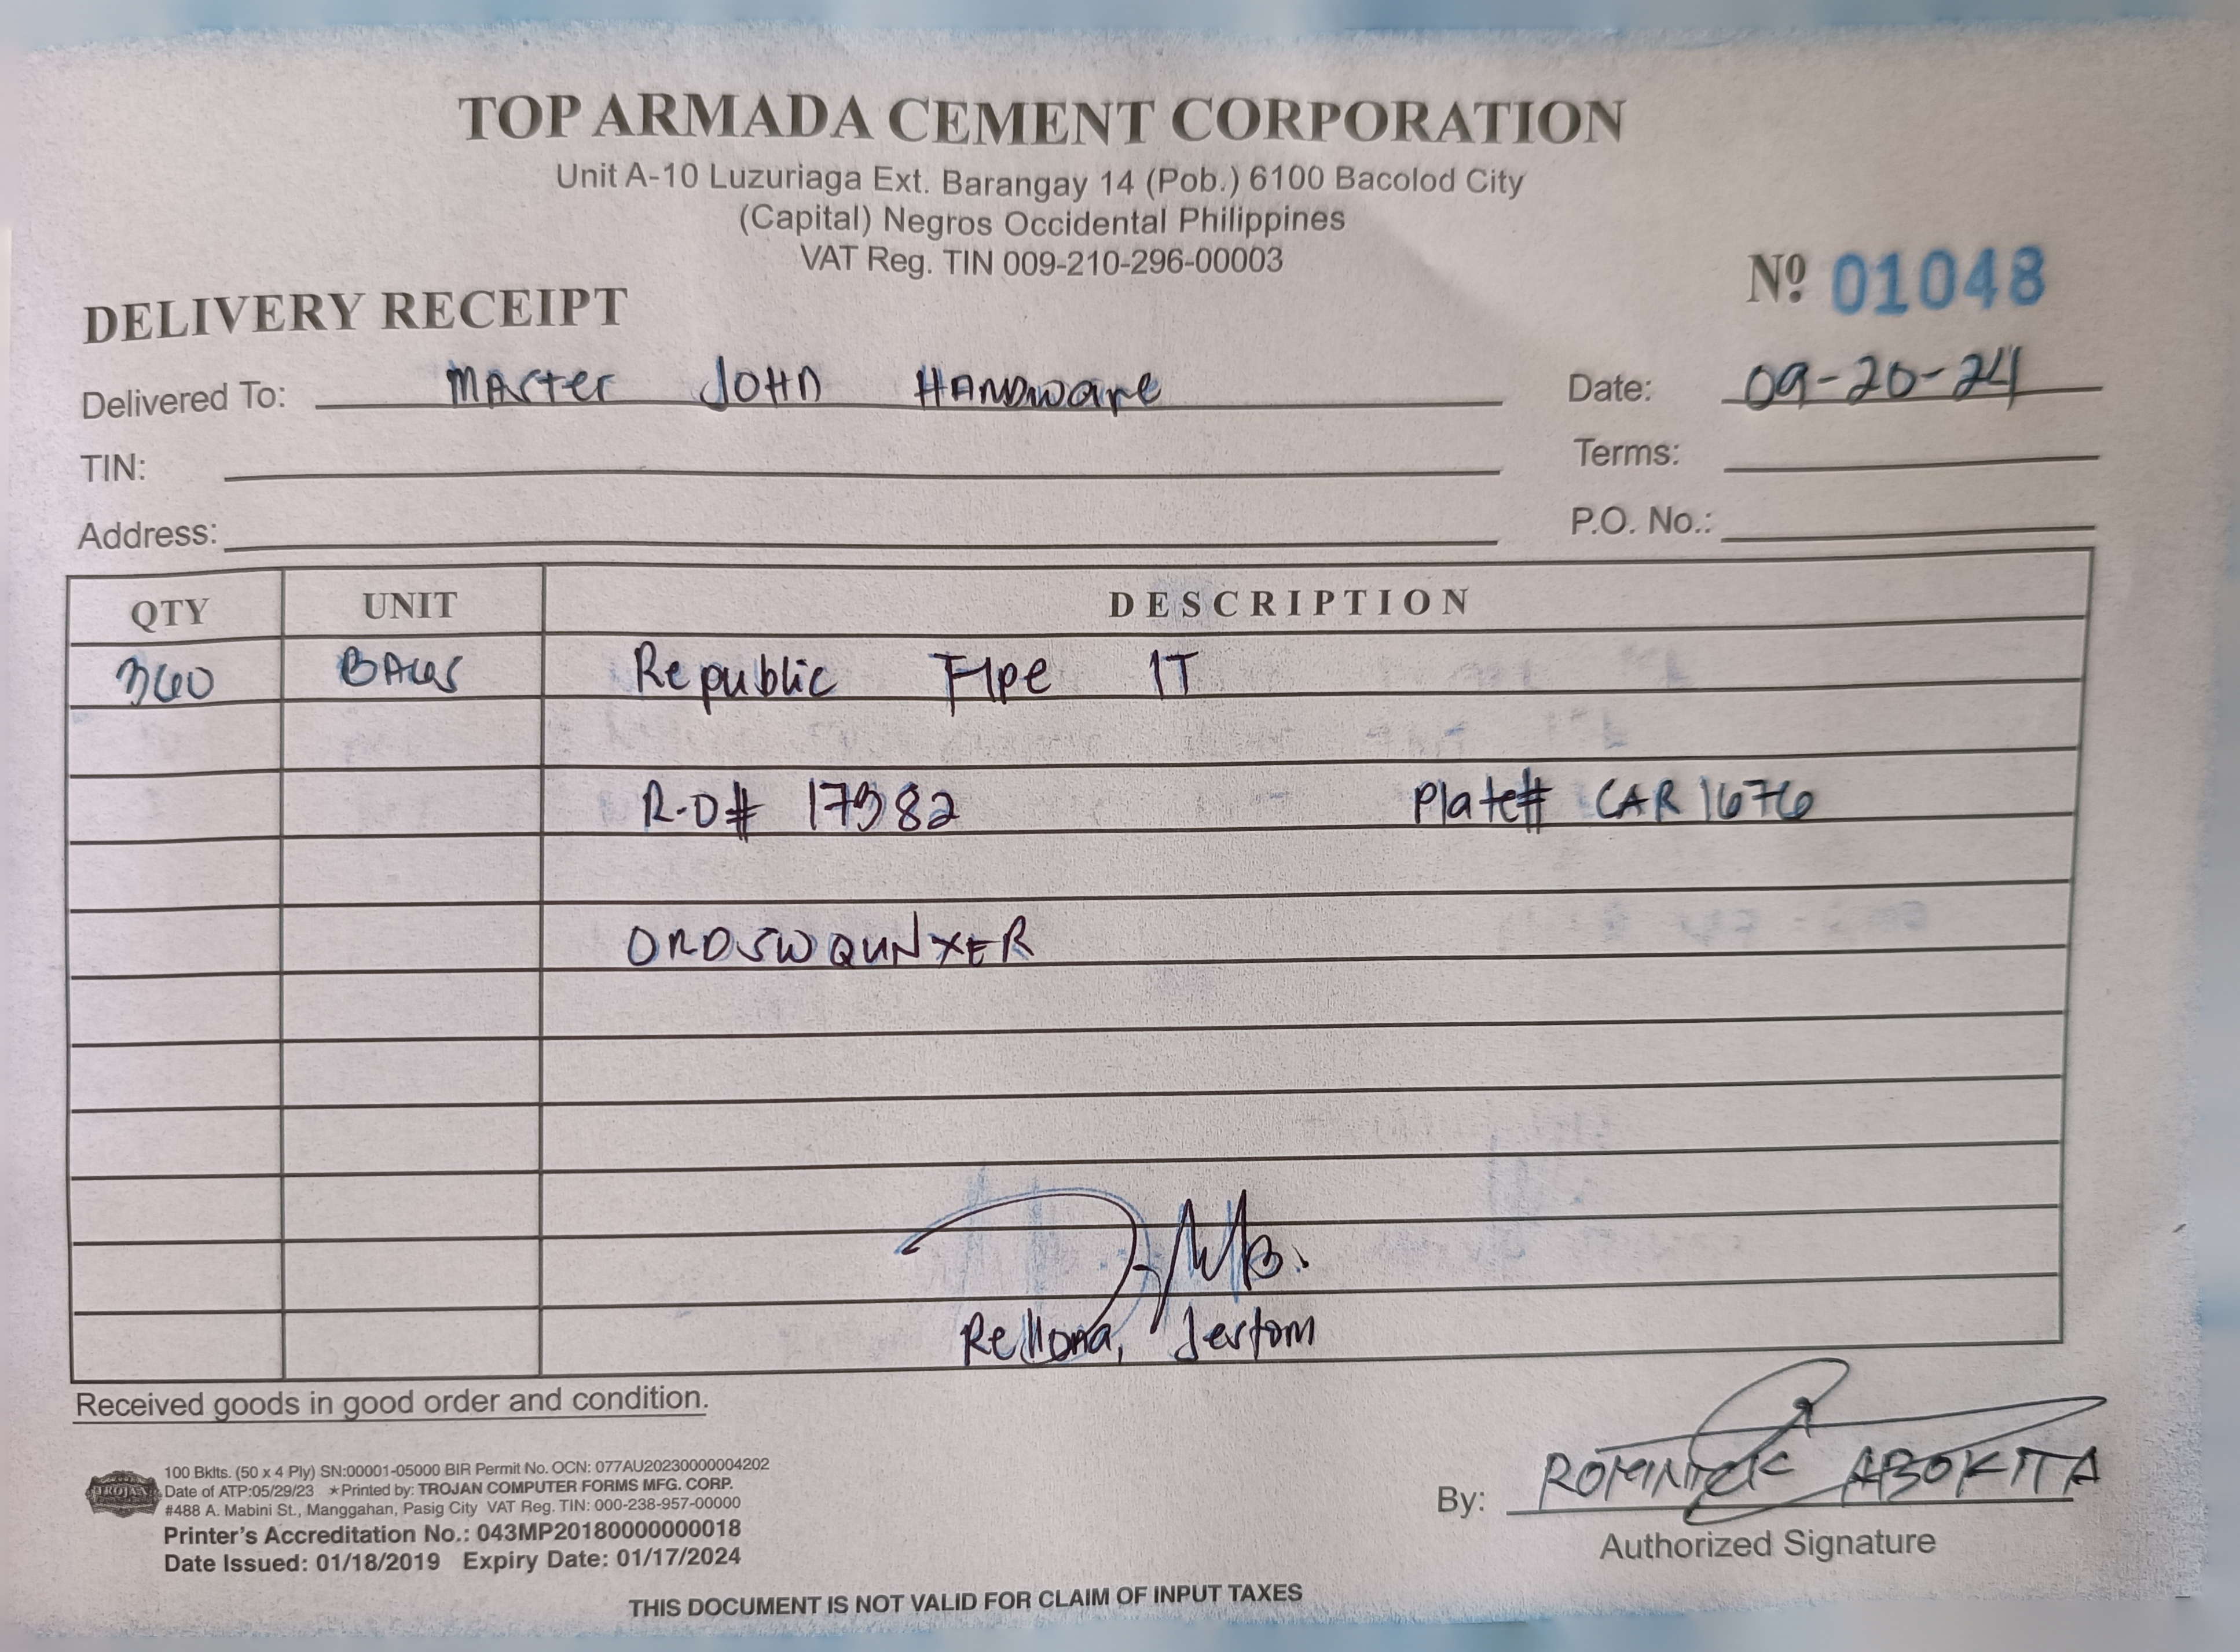 TOP ARMADA CEMENT CORPORATION
Unit A-10 Luzuriaga Ext. Barangay 14 (Pob.) 6100 Bacolod City
(Capital) Negros Occidental Philippines
VAT Reg. TIN 009-210-296-00003
Nº 01048
DELIVERY RECEIPT
Delivered To: Master JOHN Hardware Date: 09-20-24
TIN: Terms:
Address: P.O. No.:
QTY UNIT DESCRIPTION
360 BAGS Republic Type 1T
R-O# 17382 Plate# CAR 1676
ORDSWQUNXER
Rellona, Jestom
Received goods in good order and condition.
TROJAN
100 Bklts. (50 x 4 Ply) SN:00001-05000 BIR Permit No. OCN: 077AU20230000004202
Date of ATP:05/29/23 ★Printed by: TROJAN COMPUTER FORMS MFG. CORP.
#488 A. Mabini St., Manggahan, Pasig City VAT Reg. TIN: 000-238-957-00000
Printer's Accreditation No.: 043MP20180000000018
Date Issued: 01/18/2019 Expiry Date: 01/17/2024
By: ROMINICK ABOKITA
Authorized Signature
THIS DOCUMENT IS NOT VALID FOR CLAIM OF INPUT TAXES